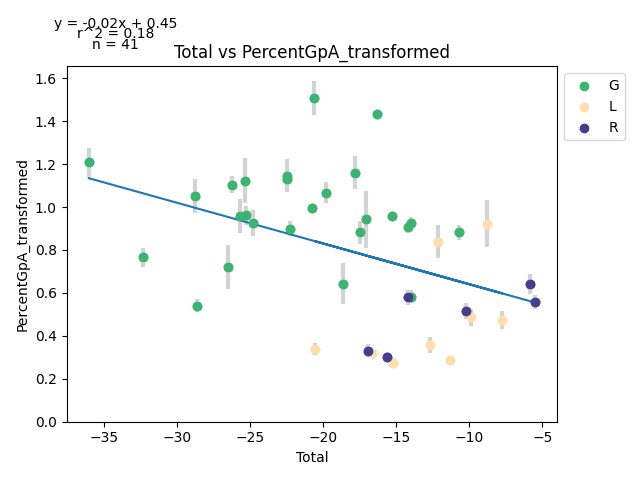 y = -0.02x + 0.45
r^2 = 0.18
n = 41
Total vs PercentGpA_transformed
G
L
R
PercentGpA_transformed
1.6
1.4
1.2
1.0
0.8
0.6
0.4
0.2
0.0
−35
−30
−25
−20
−15
−10
−5
Total